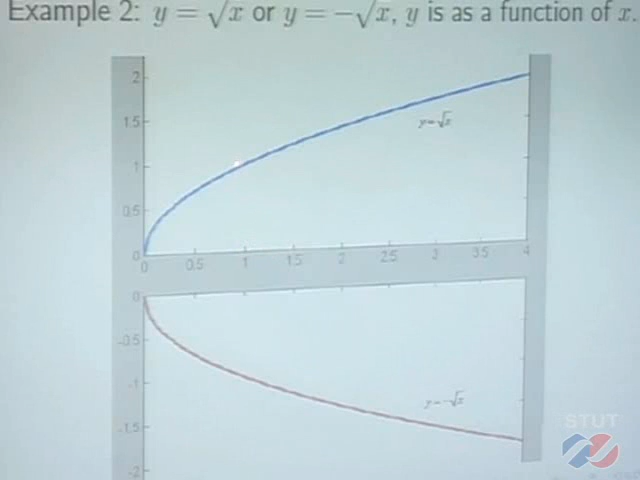 Example 2: y = √x or y = −√x, y is as a function of x.
2
1.5
y=√x
1
0.5
0
0 0.5 1 1.5 2 2.5 3 3.5 4
0
-0.5
-1
y=-√x
-1.5
-2
STUT